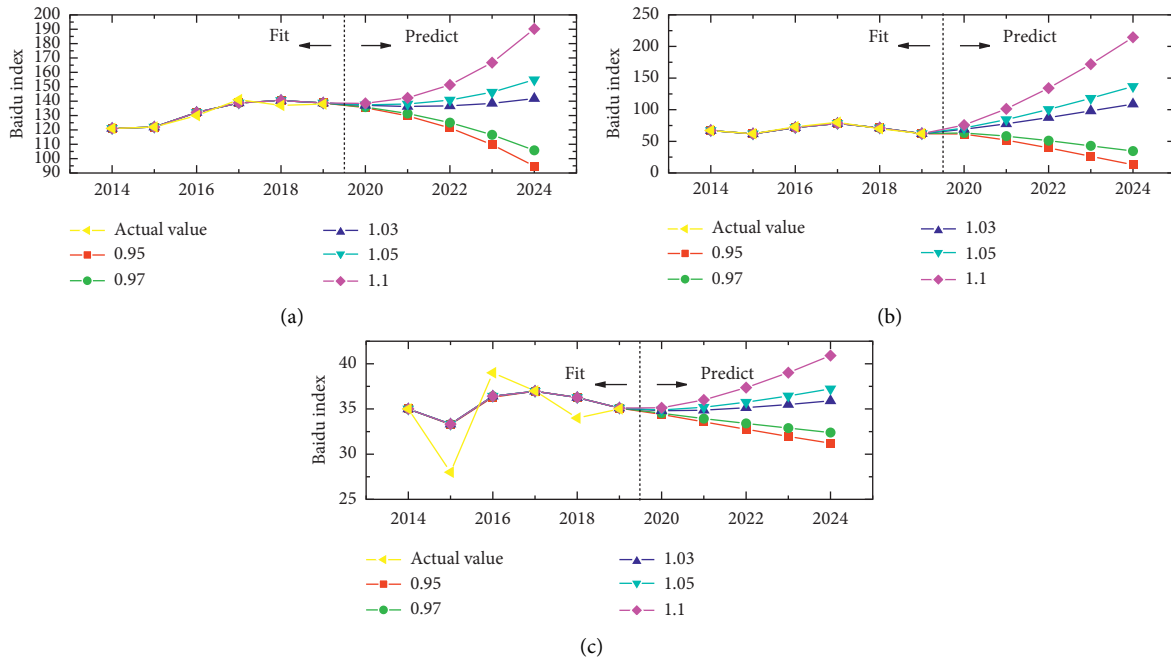 200
190
180
170
160
150
140
130
120
110
100
90
Baidu index
Fit
Predict
2014 2016 2018 2020 2022 2024
Actual value
0.95
0.97
1.03
1.05
1.1
(a)
250
200
150
100
50
0
Baidu index
Fit
Predict
2014 2016 2018 2020 2022 2024
Actual value
0.95
0.97
1.03
1.05
1.1
(b)
40
35
30
25
Baidu index
Fit
Predict
2014 2016 2018 2020 2022 2024
Actual value
0.95
0.97
1.03
1.05
1.1
(c)